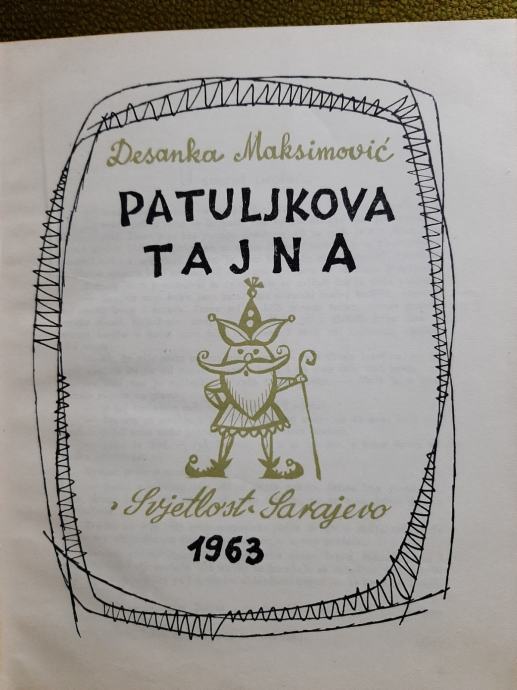 Desanka Maksimović
PATULJKOVA
TAJNA
• Svjetlost • Sarajevo
1963